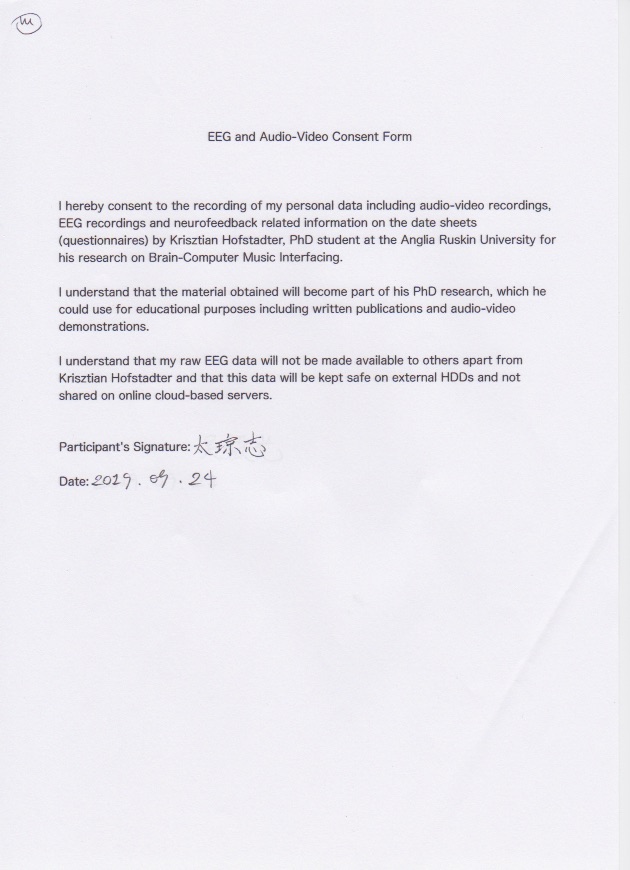 EEG and Audio-Video Consent Form
I hereby consent to the recording of my personal data including audio-video recordings,
EEG recordings and neurofeedback related information on the date sheets
(questionnaires) by Krisztian Hofstadter, PhD student at the Anglia Ruskin University for
his research on Brain-Computer Music Interfacing.
I understand that the material obtained will become part of his PhD research, which he
could use for educational purposes including written publications and audio-video
demonstrations.
I understand that my raw EEG data will not be made available to others apart from
Krisztian Hofstadter and that this data will be kept safe on external HDDs and not
shared on online cloud-based servers.
Participant's Signature: 太琼志
Date: 2019 . 09 . 24